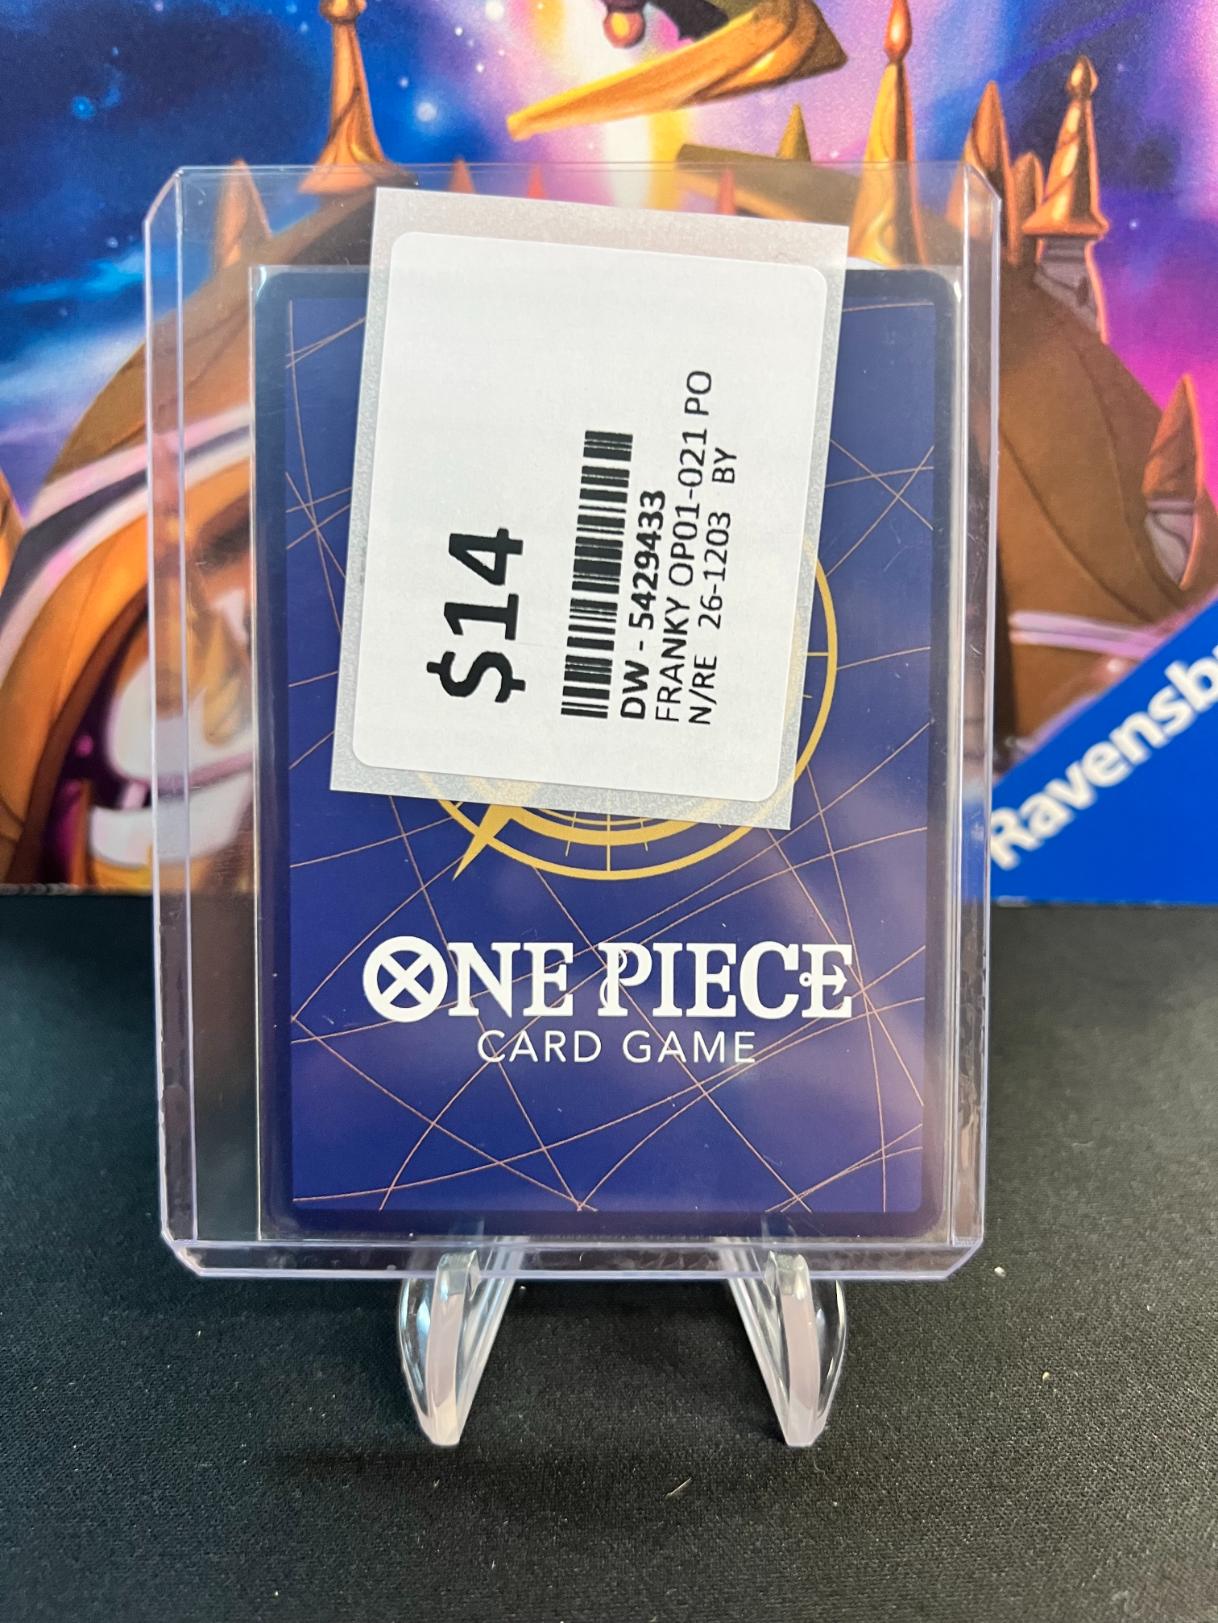 $14
DW - 5429433
FRANKY OP01-021 PO
N/RE 26-1203 BY
ONE PIECE
CARD GAME
Ravensb